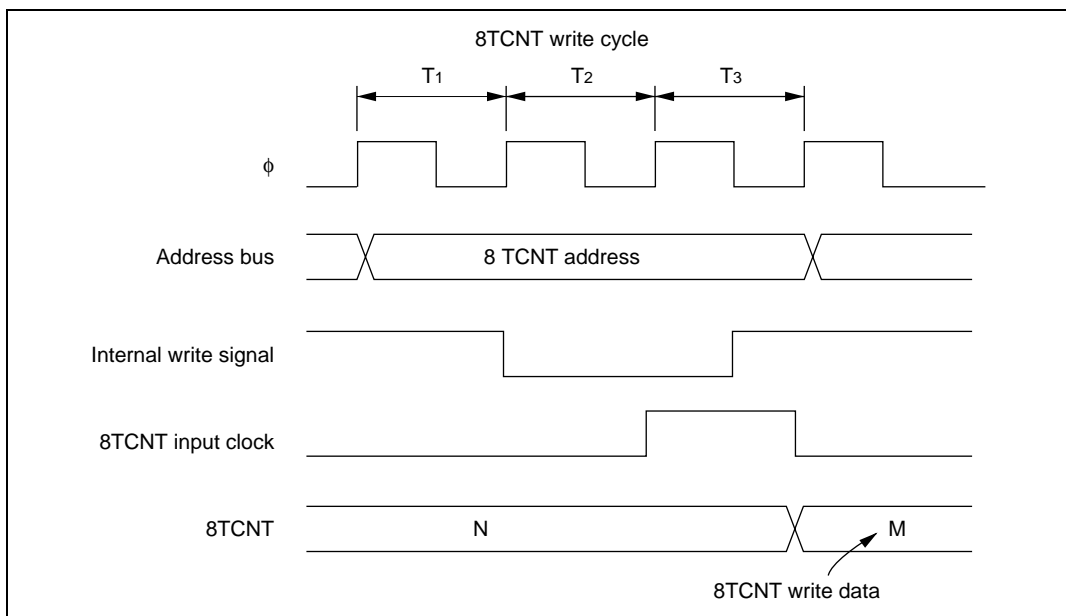 8TCNT write cycle
T1 T2 T3
φ
Address bus
8 TCNT address
Internal write signal
8TCNT input clock
8TCNT
N
M
8TCNT write data